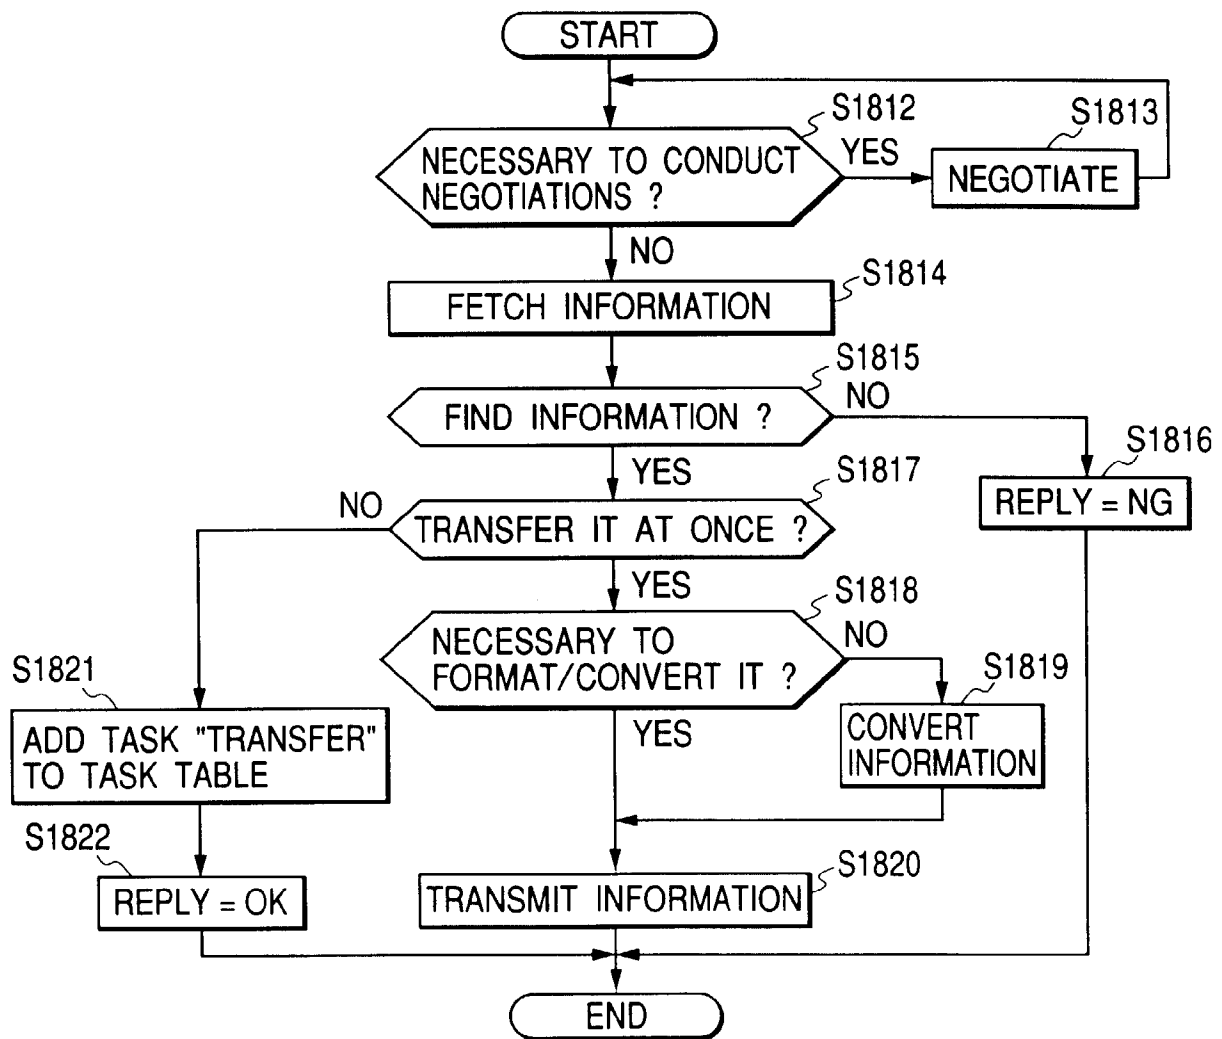 START
S1812
S1813
NECESSARY TO CONDUCT
NEGOTIATIONS ?
YES
NEGOTIATE
NO
S1814
FETCH INFORMATION
S1815
FIND INFORMATION ?
NO
S1816
YES
S1817
REPLY = NG
NO
TRANSFER IT AT ONCE ?
YES
S1818
NECESSARY TO
FORMAT/CONVERT IT ?
NO
S1819
S1821
YES
CONVERT
INFORMATION
ADD TASK "TRANSFER"
TO TASK TABLE
S1822
S1820
REPLY = OK
TRANSMIT INFORMATION
END